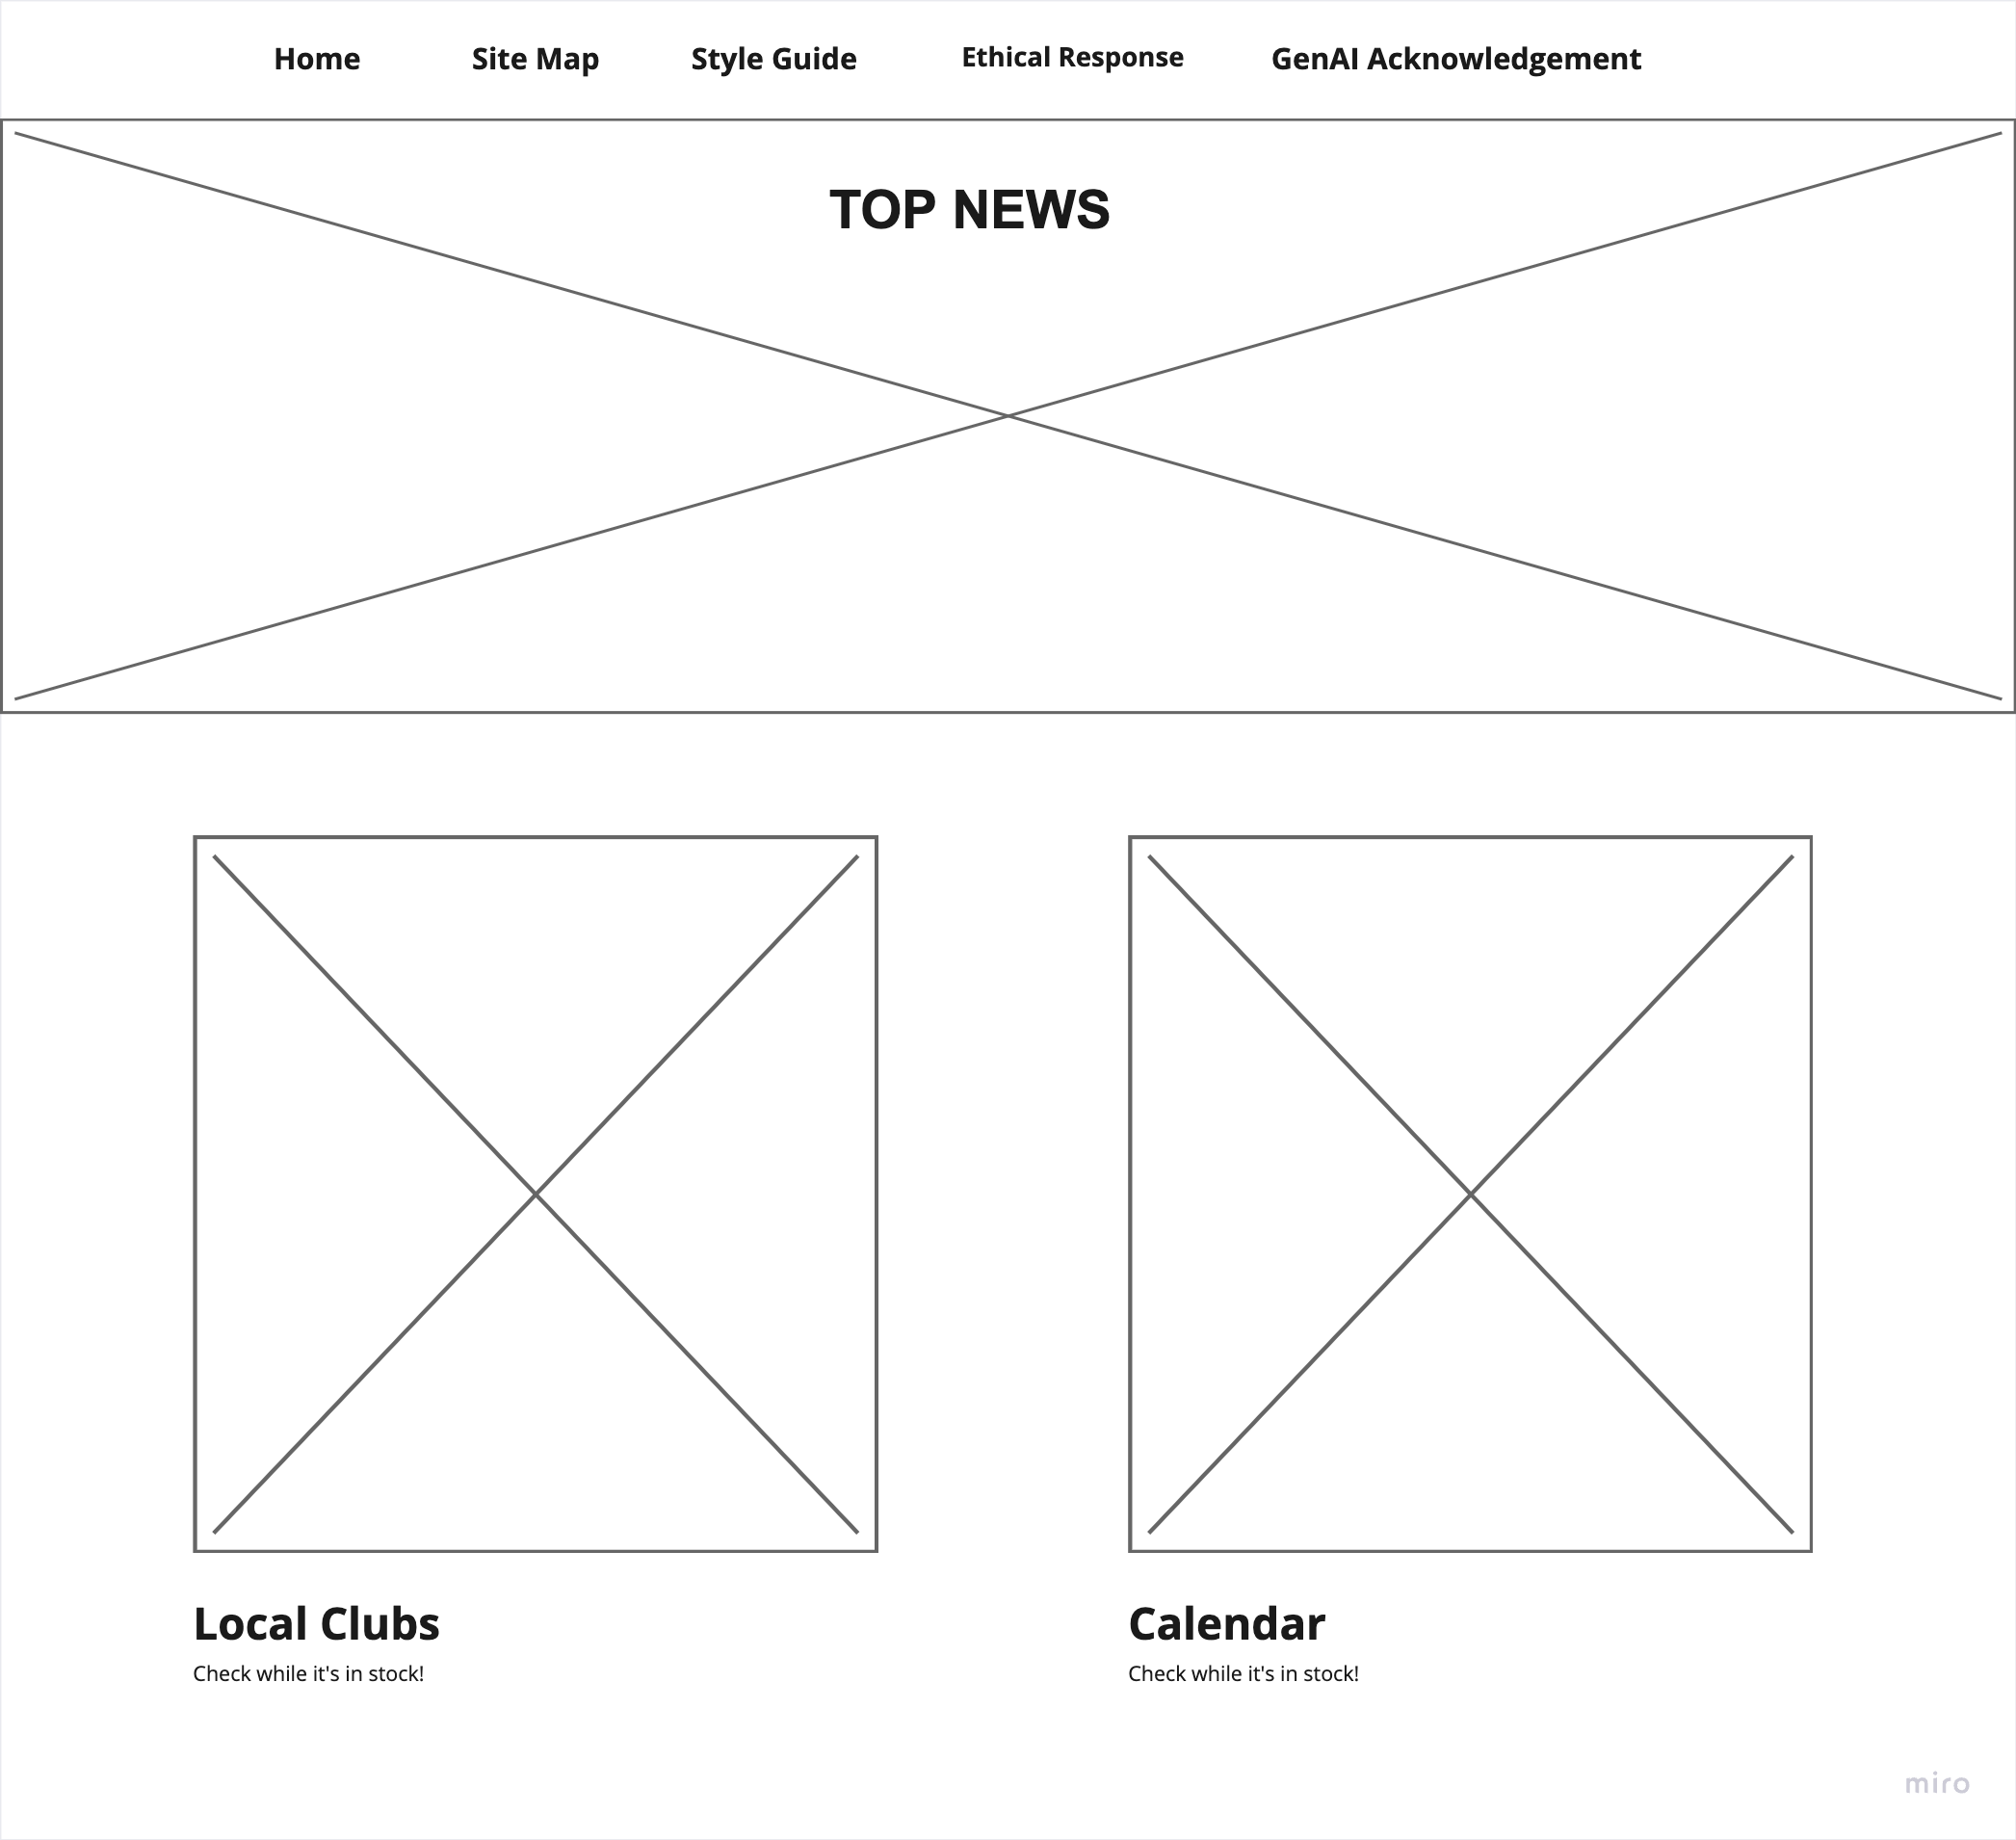 Home Site Map Style Guide Ethical Response GenAI Acknowledgement
TOP NEWS
Local Clubs
Check while it's in stock!
Calendar
Check while it's in stock!
miro